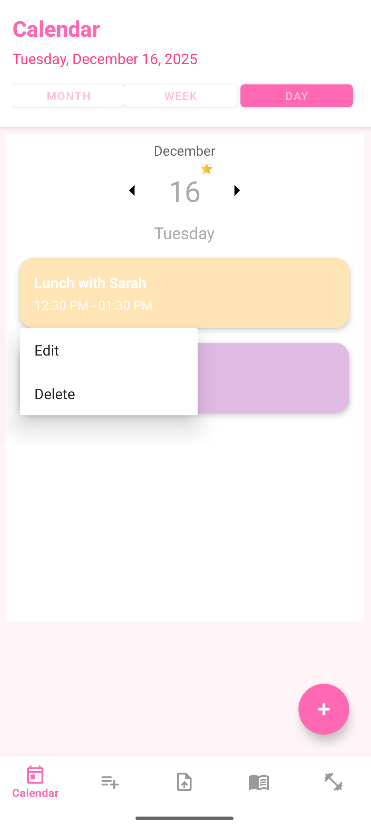 Calendar
Tuesday, December 16, 2025
MONTH WEEK DAY
December
16
Tuesday
Lunch with Sarah
12:30 PM - 01:30 PM
Edit
Delete
+
Calendar